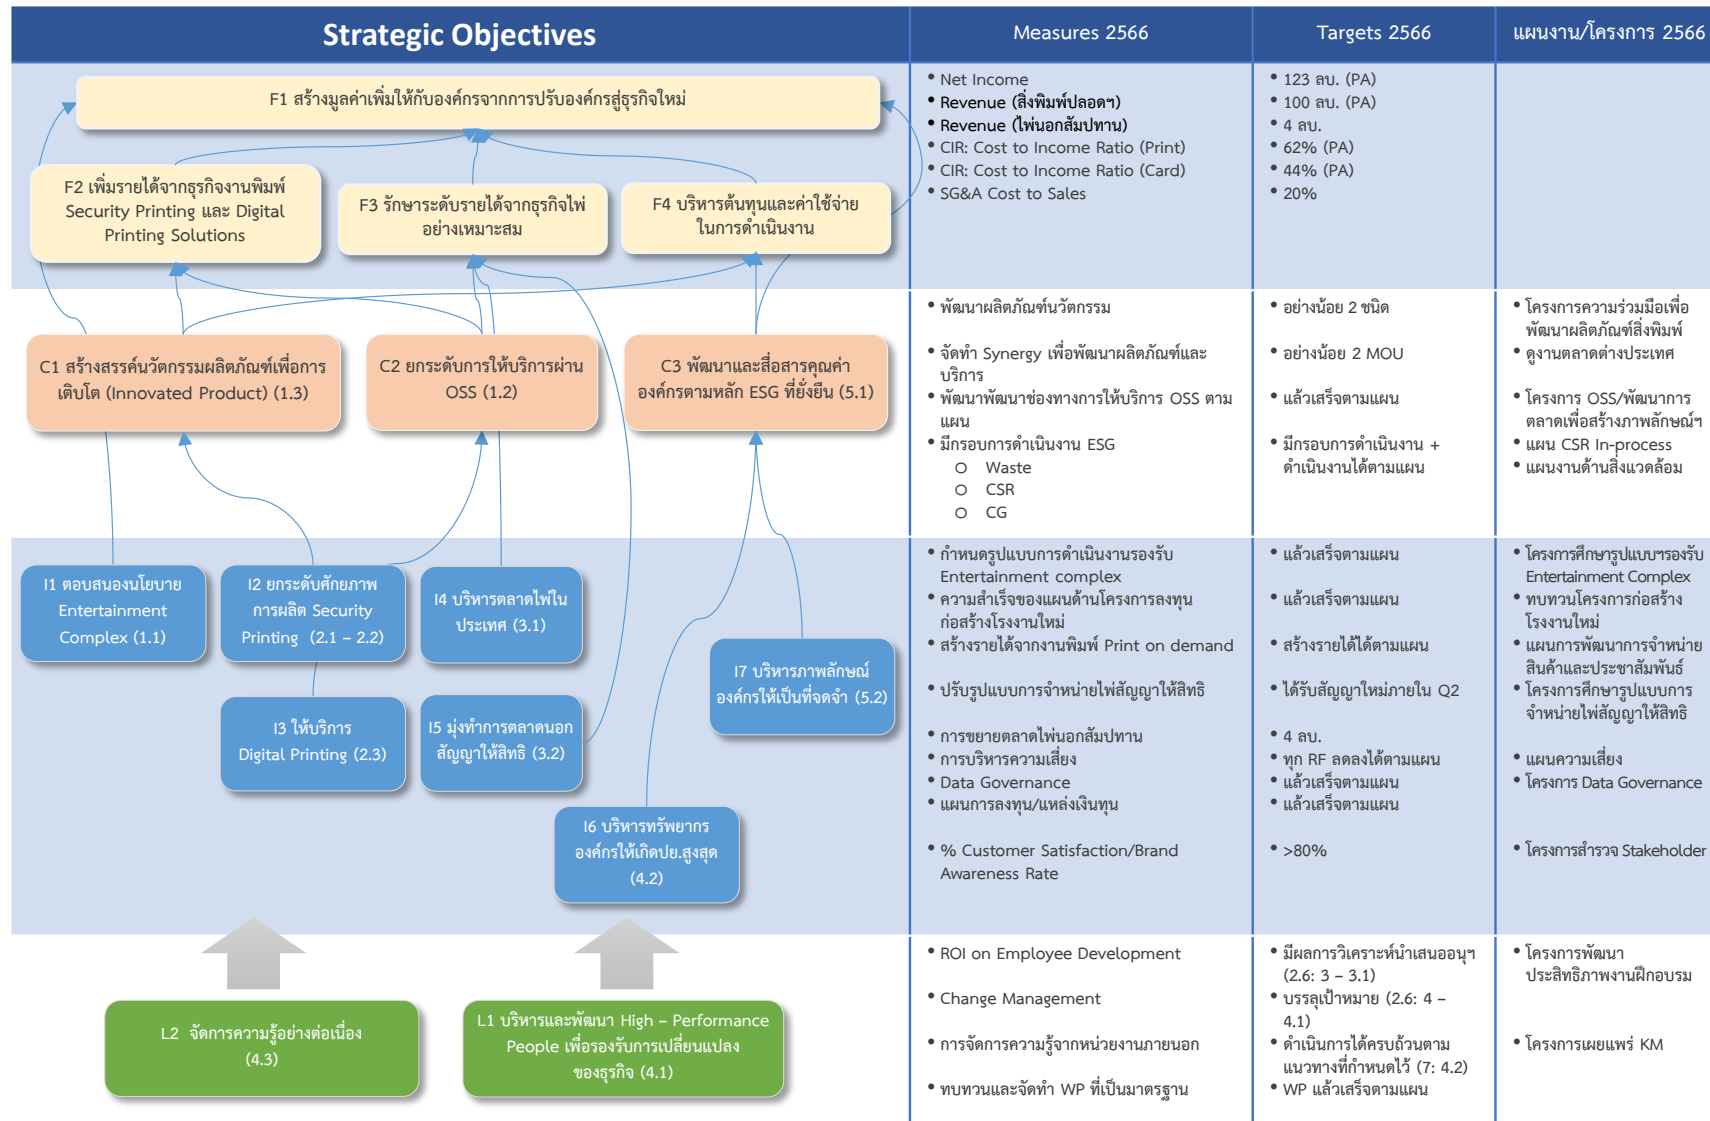 Strategic Objectives
Measures 2566
Targets 2566
แผนงาน/โครงการ 2566
F1 สร้างมูลค่าเพิ่มให้กับองค์กรจากการปรับองค์กรสู่ธุรกิจใหม่
F2 เพิ่มรายได้จากธุรกิจงานพิมพ์
Security Printing และ Digital
Printing Solutions
F3 รักษาระดับรายได้จากธุรกิจไพ่
อย่างเหมาะสม
F4 บริหารต้นทุนและค่าใช้จ่าย
ในการดำเนินงาน
• Net Income
• Revenue (สิ่งพิมพ์ปลอดฯ)
• Revenue (ไพ่นอกสัมปทาน)
• CIR: Cost to Income Ratio (Print)
• CIR: Cost to Income Ratio (Card)
• SG&A Cost to Sales
• 123 ลบ. (PA)
• 100 ลบ. (PA)
• 4 ลบ.
• 62% (PA)
• 44% (PA)
• 20%
C1 สร้างสรรค์นวัตกรรมผลิตภัณฑ์เพื่อการ
เติบโต (Innovated Product) (1.3)
C2 ยกระดับการให้บริการผ่าน
OSS (1.2)
C3 พัฒนาและสื่อสารคุณค่า
องค์กรตามหลัก ESG ที่ยั่งยืน (5.1)
• พัฒนาผลิตภัณฑ์นวัตกรรม
• จัดทำ Synergy เพื่อพัฒนาผลิตภัณฑ์และ
บริการ
• พัฒนาพัฒนาช่องทางการให้บริการ OSS ตาม
แผน
• มีกรอบการดำเนินงาน ESG
o Waste
o CSR
o CG
• อย่างน้อย 2 ชนิด
• อย่างน้อย 2 MOU
• แล้วเสร็จตามแผน
• มีกรอบการดำเนินงาน +
ดำเนินงานได้ตามแผน
• โครงการความร่วมมือเพื่อ
พัฒนาผลิตภัณฑ์สิ่งพิมพ์
• ดูงานตลาดต่างประเทศ
• โครงการ OSS/พัฒนาการ
ตลาดเพื่อสร้างภาพลักษณ์ฯ
• แผน CSR In-process
• แผนงานด้านสิ่งแวดล้อม
I1 ตอบสนองนโยบาย
Entertainment
Complex (1.1)
I2 ยกระดับศักยภาพ
การผลิต Security
Printing (2.1 – 2.2)
I4 บริหารตลาดไพ่ใน
ประเทศ (3.1)
I7 บริหารภาพลักษณ์
องค์กรให้เป็นที่จดจำ (5.2)
I3 ให้บริการ
Digital Printing (2.3)
I5 มุ่งทำการตลาดนอก
สัญญาให้สิทธิ (3.2)
I6 บริหารทรัพยากร
องค์กรให้เกิดปย.สูงสุด
(4.2)
• กำหนดรูปแบบการดำเนินงานรองรับ
Entertainment complex
• ความสำเร็จของแผนด้านโครงการลงทุน
ก่อสร้างโรงงานใหม่
• สร้างรายได้จากงานพิมพ์ Print on demand
• ปรับรูปแบบการจำหน่ายไพ่สัญญาให้สิทธิ
• การขยายตลาดไพ่นอกสัมปทาน
• การบริหารความเสี่ยง
• Data Governance
• แผนการลงทุน/แหล่งเงินทุน
• % Customer Satisfaction/Brand
Awareness Rate
• แล้วเสร็จตามแผน
• แล้วเสร็จตามแผน
• สร้างรายได้ได้ตามแผน
• ได้รับสัญญาใหม่ภายใน Q2
• 4 ลบ.
• ทุก RF ลดลงได้ตามแผน
• แล้วเสร็จตามแผน
• แล้วเสร็จตามแผน
• >80%
• โครงการศึกษารูปแบบฯรองรับ
Entertainment Complex
• ทบทวนโครงการก่อสร้าง
โรงงานใหม่
• แผนการพัฒนาการจำหน่าย
สินค้าและประชาสัมพันธ์
• โครงการศึกษารูปแบบการ
จำหน่ายไพ่สัญญาให้สิทธิ
• แผนความเสี่ยง
• โครงการ Data Governance
• โครงการสำรวจ Stakeholder
L2 จัดการความรู้อย่างต่อเนื่อง
(4.3)
L1 บริหารและพัฒนา High – Performance
People เพื่อรองรับการเปลี่ยนแปลง
ของธุรกิจ (4.1)
• ROI on Employee Development
• Change Management
• การจัดการความรู้จากหน่วยงานภายนอก
• ทบทวนและจัดทำ WP ที่เป็นมาตรฐาน
• มีผลการวิเคราะห์นำเสนออนุฯ
(2.6: 3 – 3.1)
• บรรลุเป้าหมาย (2.6: 4 –
4.1)
• ดำเนินการได้ครบถ้วนตาม
แนวทางที่กำหนดไว้ (7: 4.2)
• WP แล้วเสร็จตามแผน
• โครงการพัฒนา
ประสิทธิภาพงานฝึกอบรม
• โครงการเผยแพร่ KM